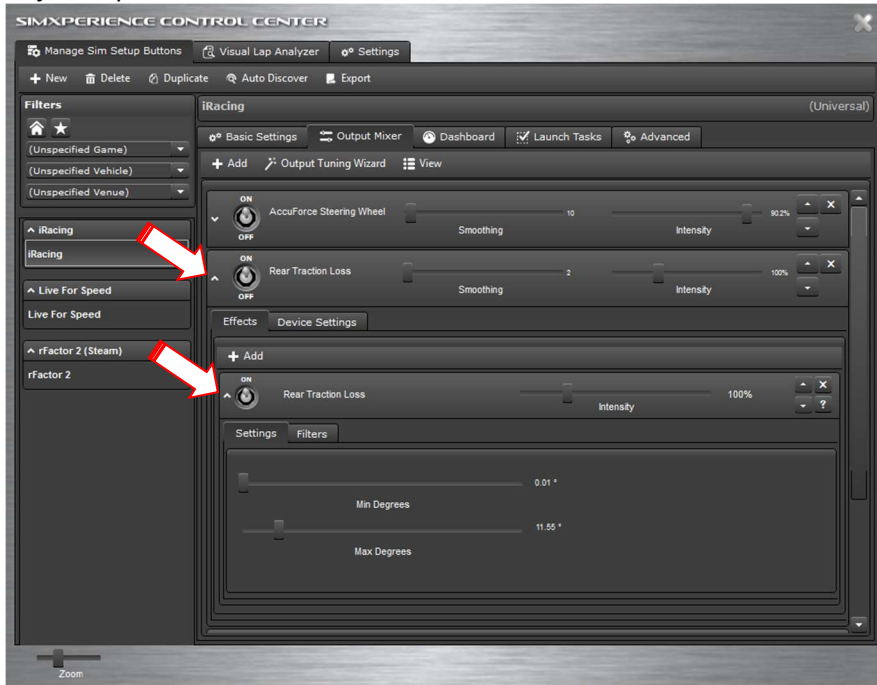 SIMXPERIENCE CONTROL CENTER
Manage Sim Setup Buttons Visual Lap Analyzer Settings
New Delete Duplicate Auto Discover Export
Filters
(Unspecified Game)
(Unspecified Vehicle)
(Unspecified Venue)
iRacing
iRacing
Live For Speed
Live For Speed
rFactor 2 (Steam)
rFactor 2
iRacing (Universal)
Basic Settings Output Mixer Dashboard Launch Tasks Advanced
Add Output Tuning Wizard View
ON
AccuForce Steering Wheel 10 90.2%
Smoothing Intensity
OFF
ON
Rear Traction Loss 2 100%
Smoothing Intensity
OFF
Effects Device Settings
Add
ON
Rear Traction Loss 100%
Intensity
OFF
Settings Filters
0.01 °
Min Degrees
11.55 °
Max Degrees
Zoom